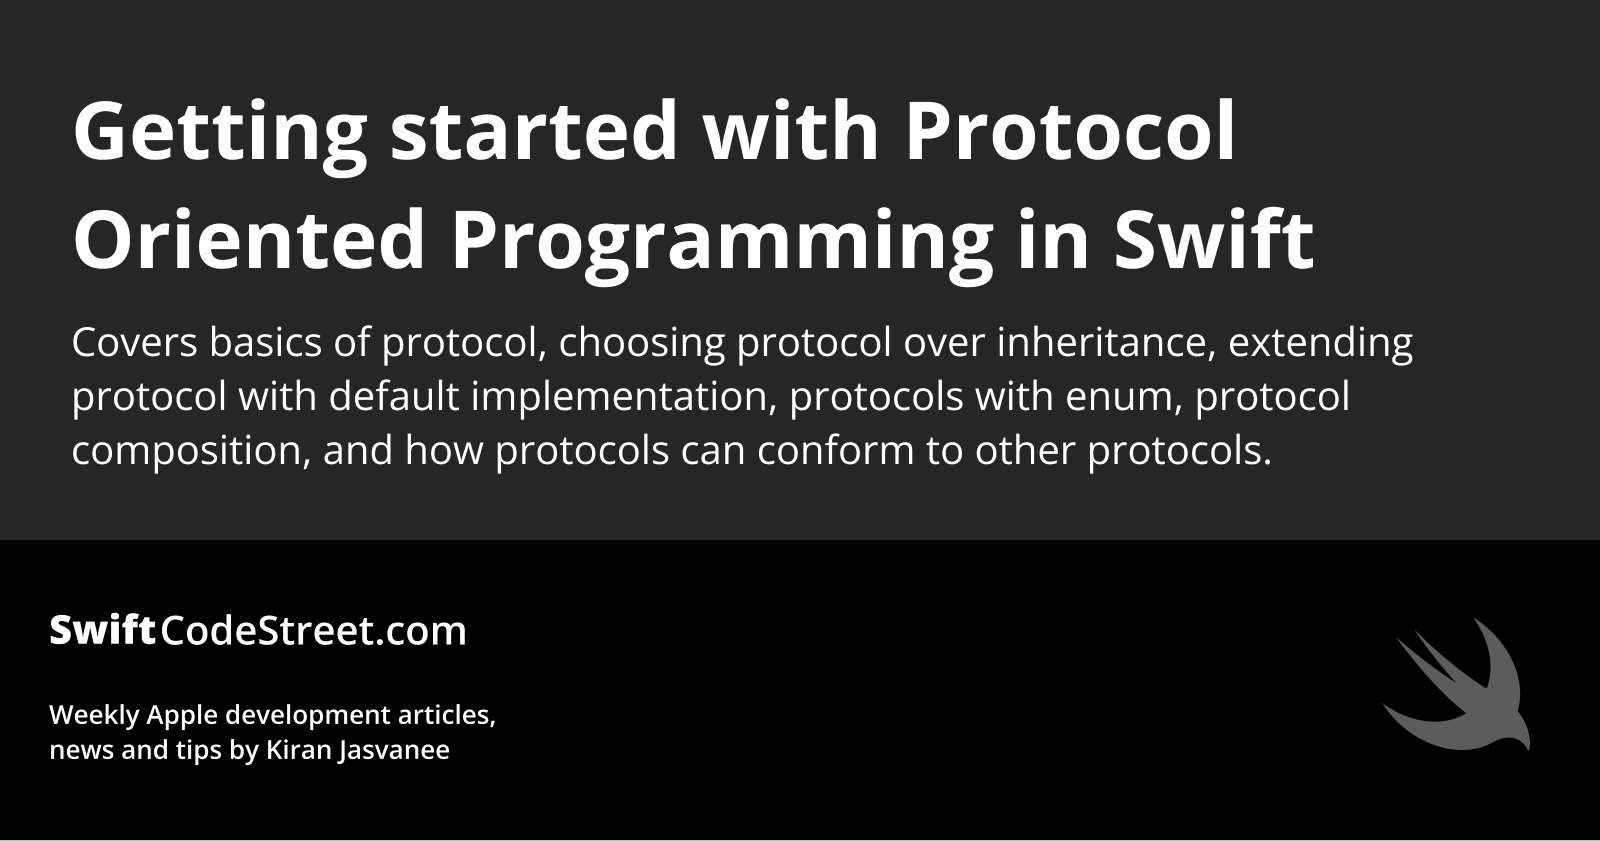 Getting started with Protocol
Oriented Programming in Swift
Covers basics of protocol, choosing protocol over inheritance, extending
protocol with default implementation, protocols with enum, protocol
composition, and how protocols can conform to other protocols.
SwiftCodeStreet.com
Weekly Apple development articles,
news and tips by Kiran Jasvanee